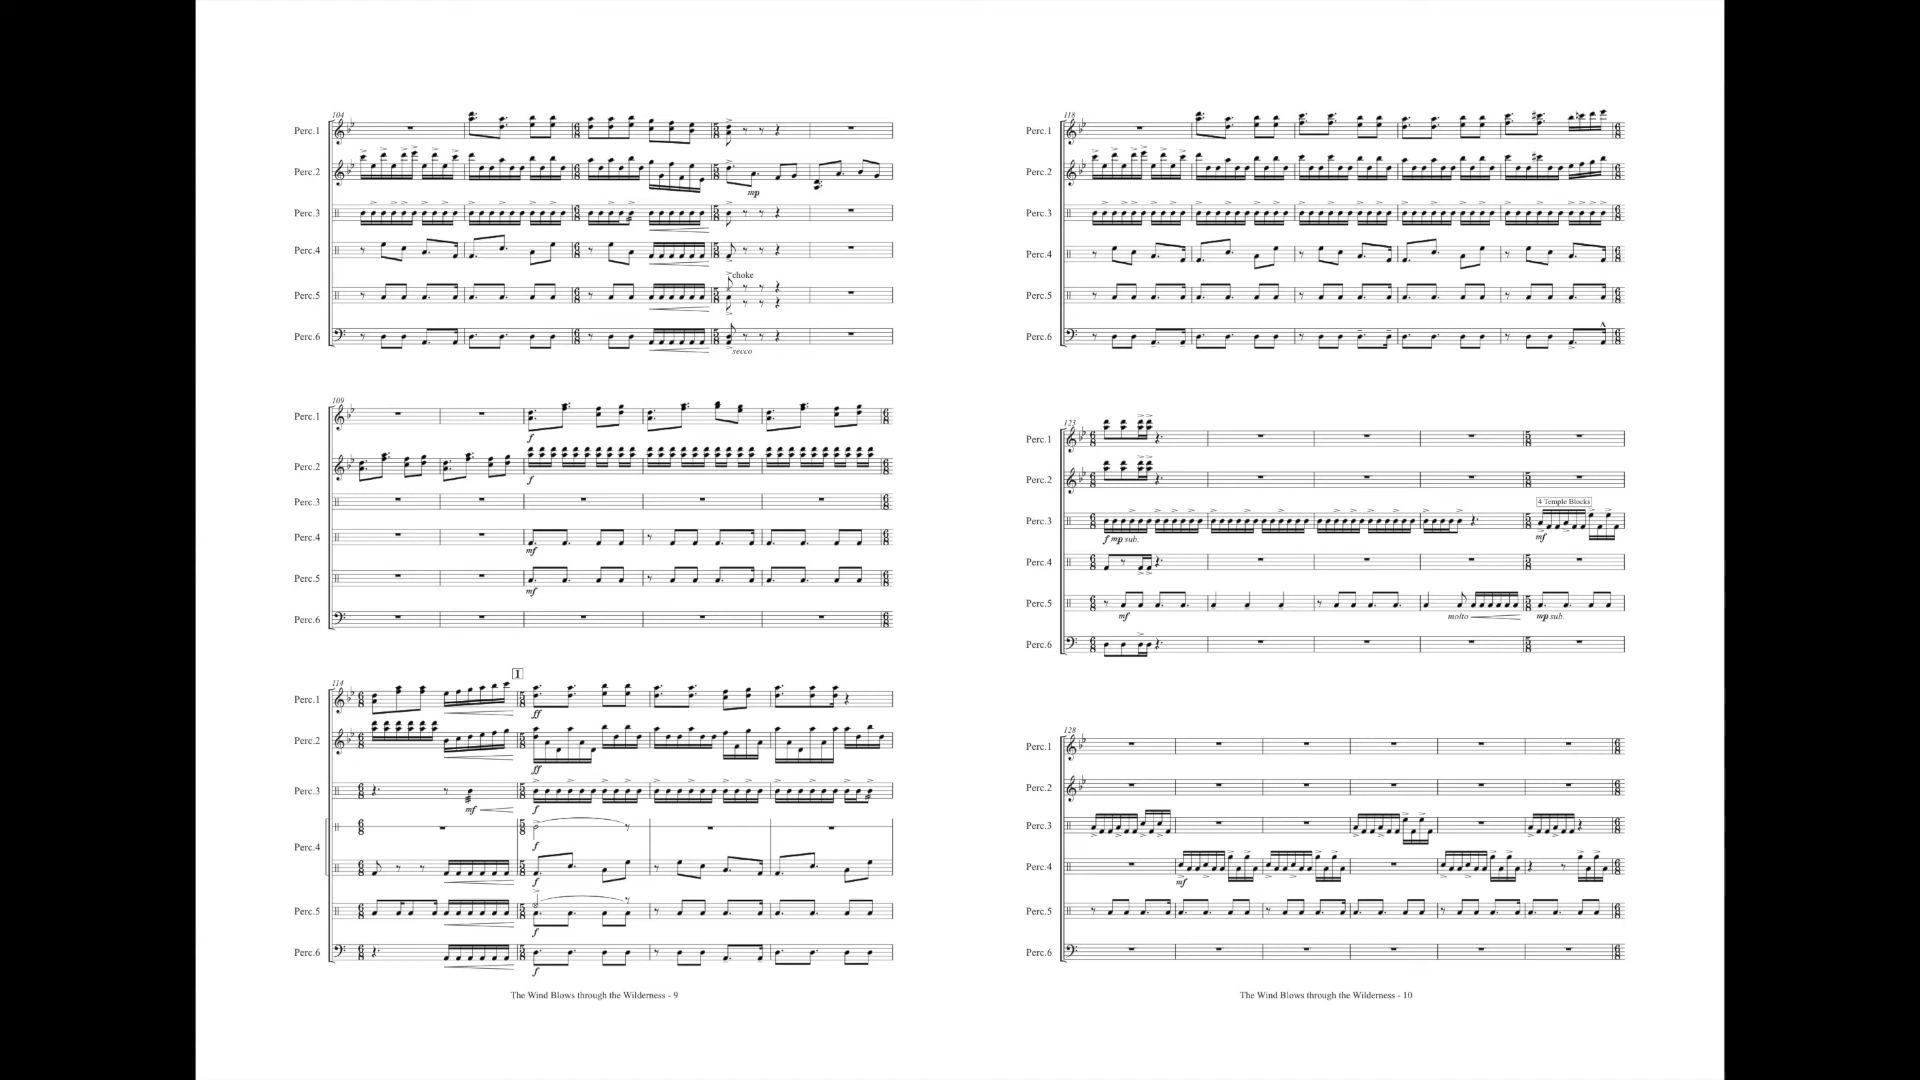 104
Perc.1
Perc.2
mp
Perc.3
Perc.4
choke
Perc.5
Perc.6
secco
109
Perc.1
f
Perc.2
f
Perc.3
Perc.4
mf
Perc.5
mf
Perc.6
I
114
Perc.1
ff
Perc.2
ff
Perc.3
mf f
f
Perc.4
f
Perc.5
f
Perc.6
f
The Wind Blows through the Wilderness - 9
118
Perc.1
Perc.2
Perc.3
Perc.4
Perc.5
Perc.6
123
Perc.1
Perc.2
4 Temple Blocks
Perc.3
f mp sub. mf
Perc.4
Perc.5
mf molto mp sub.
Perc.6
128
Perc.1
Perc.2
Perc.3
Perc.4
mf
Perc.5
Perc.6
The Wind Blows through the Wilderness - 10